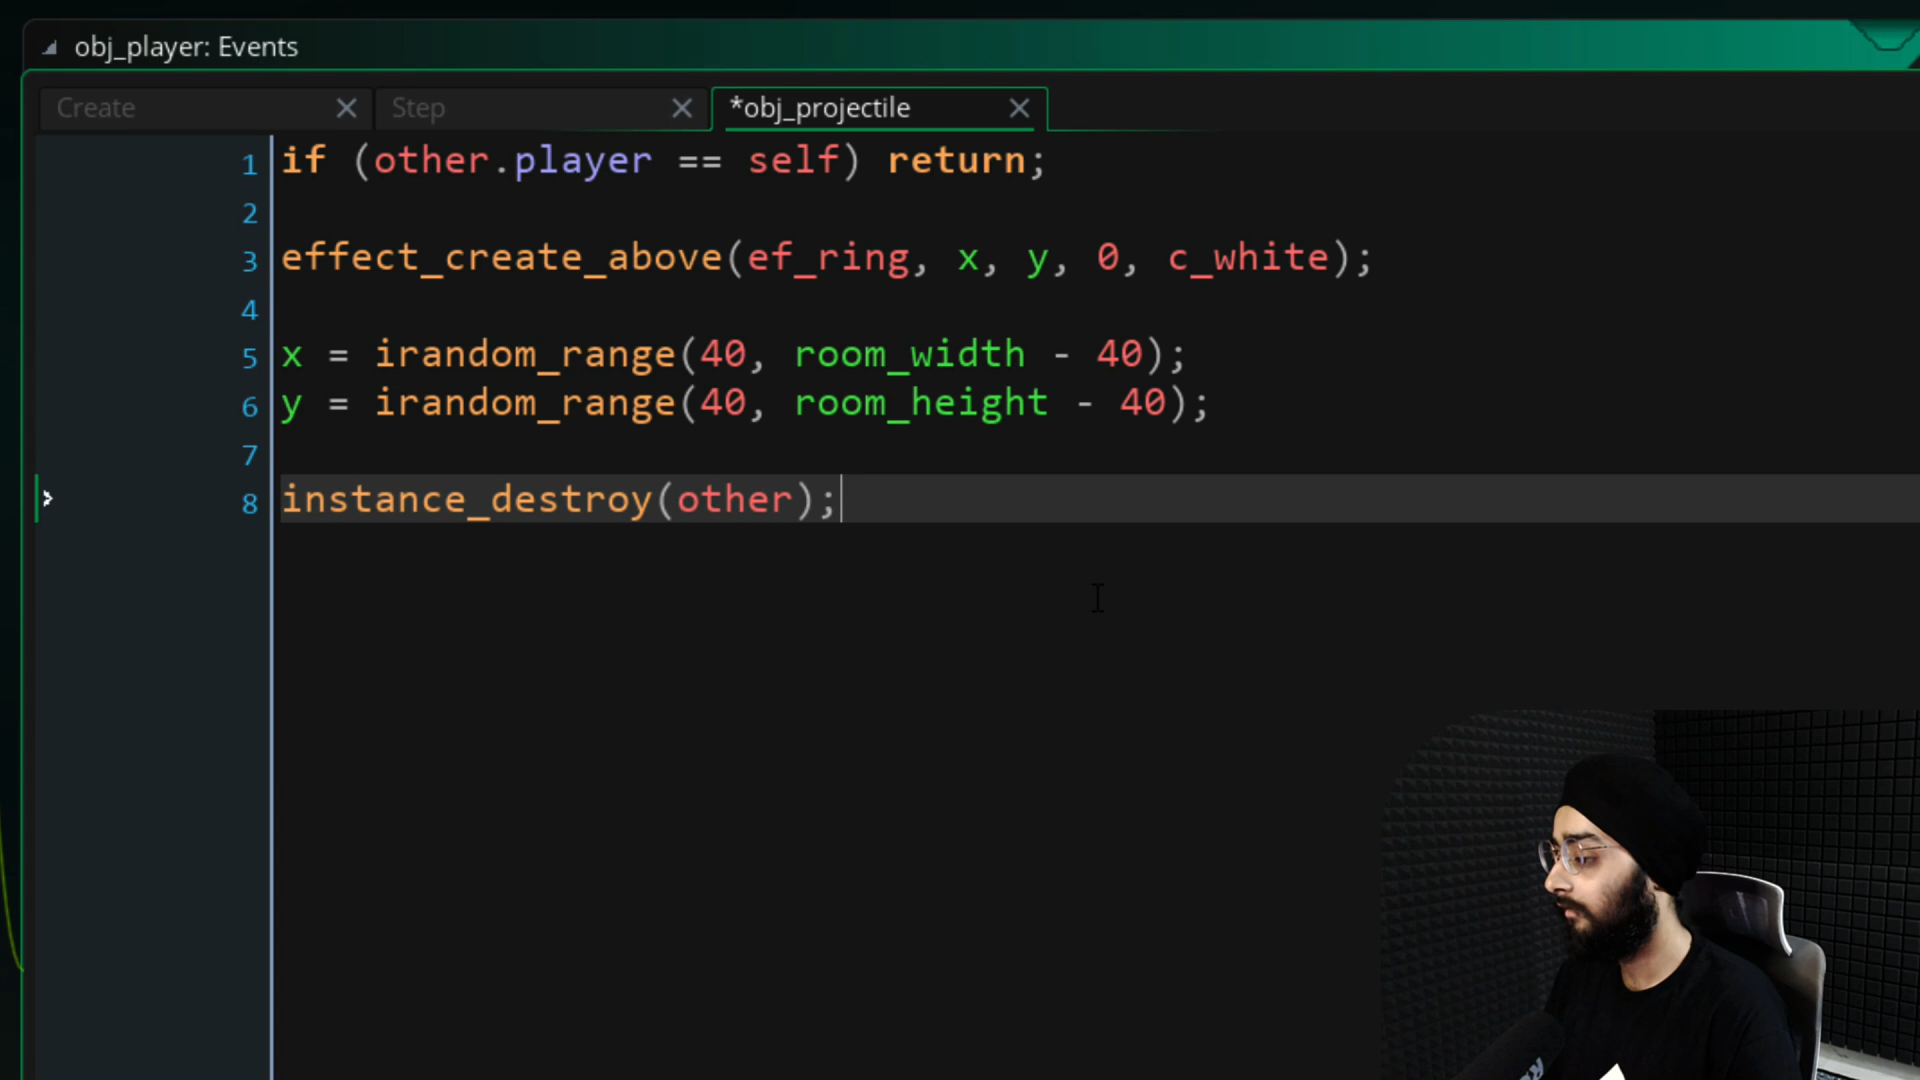 obj_player: Events
Create
Step
*obj_projectile
1 if (other.player == self) return;
2
3 effect_create_above(ef_ring, x, y, 0, c_white);
4
5 x = irandom_range(40, room_width - 40);
6 y = irandom_range(40, room_height - 40);
7
8 instance_destroy(other);